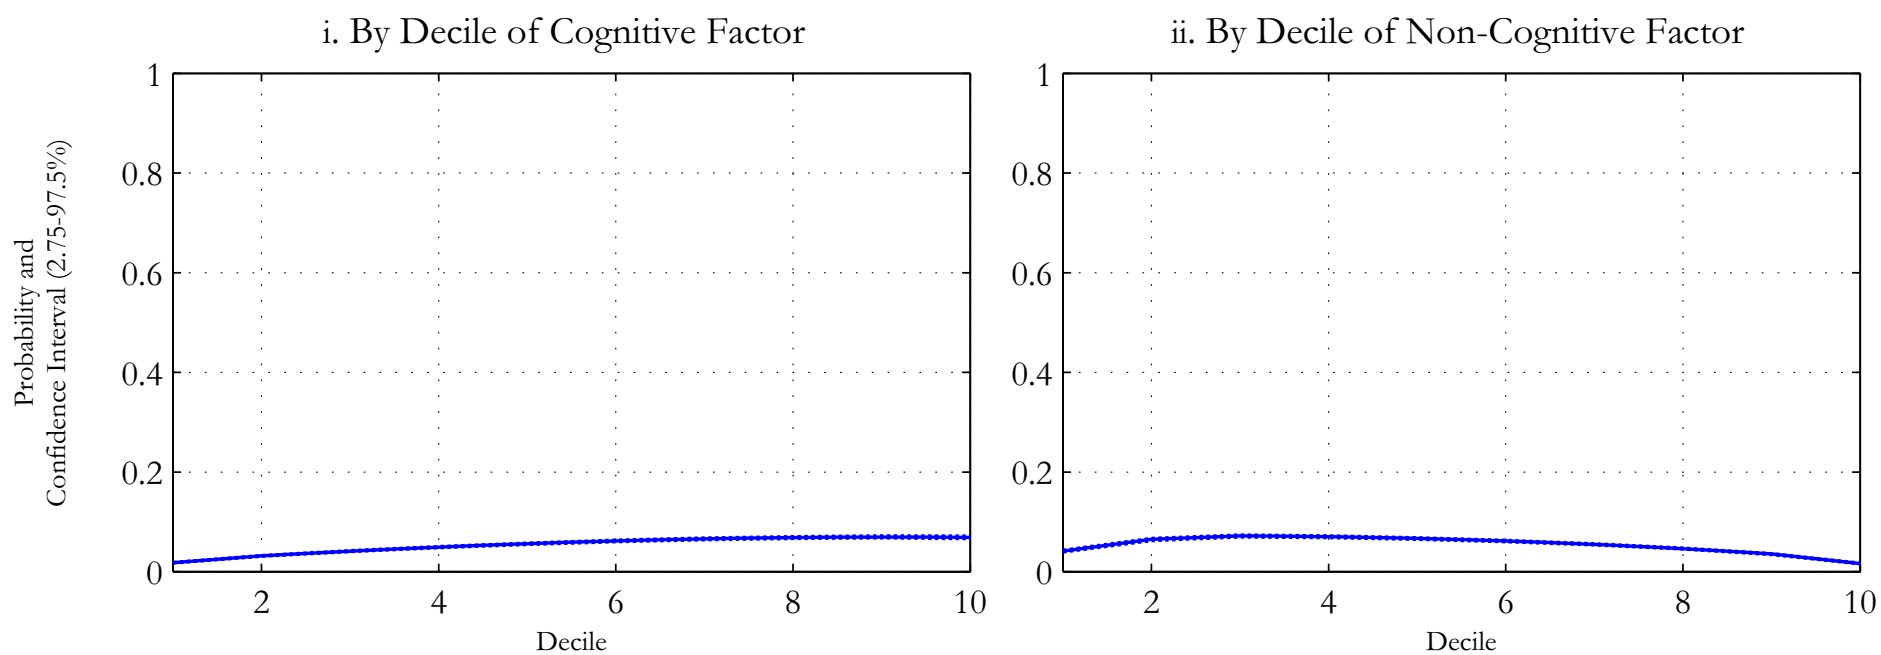 i. By Decile of Cognitive Factor
Probability and
Confidence Interval (2.75-97.5%)
1
0.8
0.6
0.4
0.2
0
2 4 6 8 10
Decile
ii. By Decile of Non-Cognitive Factor
1
0.8
0.6
0.4
0.2
0
2 4 6 8 10
Decile